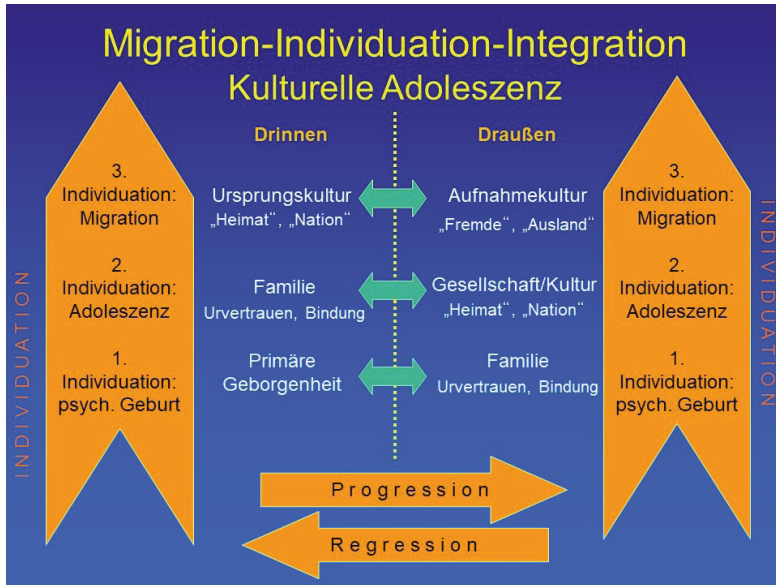 Migration-Individuation-Integration
Kulturelle Adoleszenz
Drinnen
Draußen
3.
Individuation:
Migration
Ursprungskultur
„Heimat“, „Nation“
Aufnahmekultur
„Fremde“, „Ausland“
3.
Individuation:
Migration
2.
Individuation:
Adoleszenz
Familie
Urvertrauen, Bindung
Gesellschaft/Kultur
„Heimat“, „Nation“
2.
Individuation:
Adoleszenz
1.
Individuation:
psych. Geburt
Primäre
Geborgenheit
Familie
Urvertrauen, Bindung
1.
Individuation:
psych. Geburt
INDIVIDUATION
INDIVIDUATION
Progression
Regression